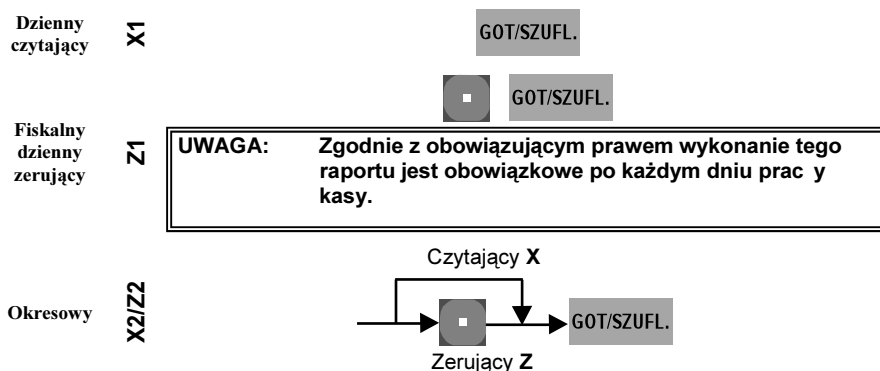 Dzienny
czytający
X1
GOT/SZUFL.
GOT/SZUFL.
Fiskalny
dzienny
zerujący
Z1
UWAGA: Zgodnie z obowiązującym prawem wykonanie tego
raportu jest obowiązkowe po każdym dniu prac y
kasy.
Okresowy
X2/Z2
Czytający X
GOT/SZUFL.
Zerujący Z